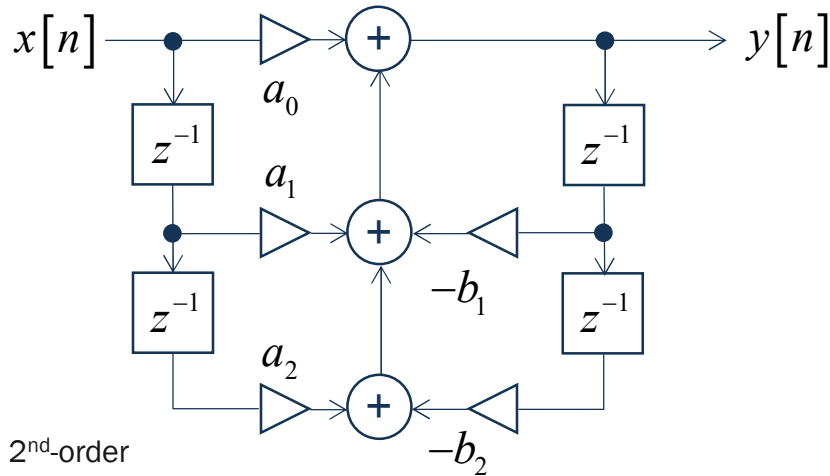 x[n] + y[n]
a₀
z⁻¹ z⁻¹
a₁
+
−b₁
z⁻¹ z⁻¹
a₂
+
2ⁿᵈ-order −b₂